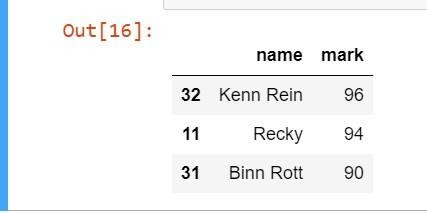 Out[16]:
name mark
32 Kenn Rein 96
11 Recky 94
31 Binn Rott 90